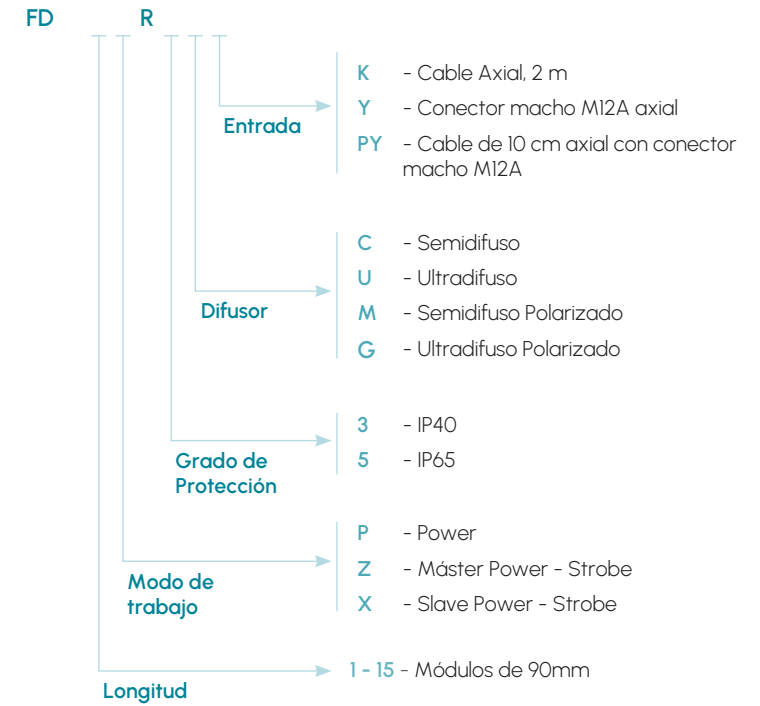 FD R
K - Cable Axial, 2 m
Y - Conector macho M12A axial
Entrada
PY - Cable de 10 cm axial con conector
macho M12A
C - Semidifuso
U - Ultradifuso
Difusor
M - Semidifuso Polarizado
G - Ultradifuso Polarizado
3 - IP40
5 - IP65
Grado de
Protección
P - Power
Z - Máster Power - Strobe
X - Slave Power - Strobe
Modo de
trabajo
1 - 15 - Módulos de 90mm
Longitud